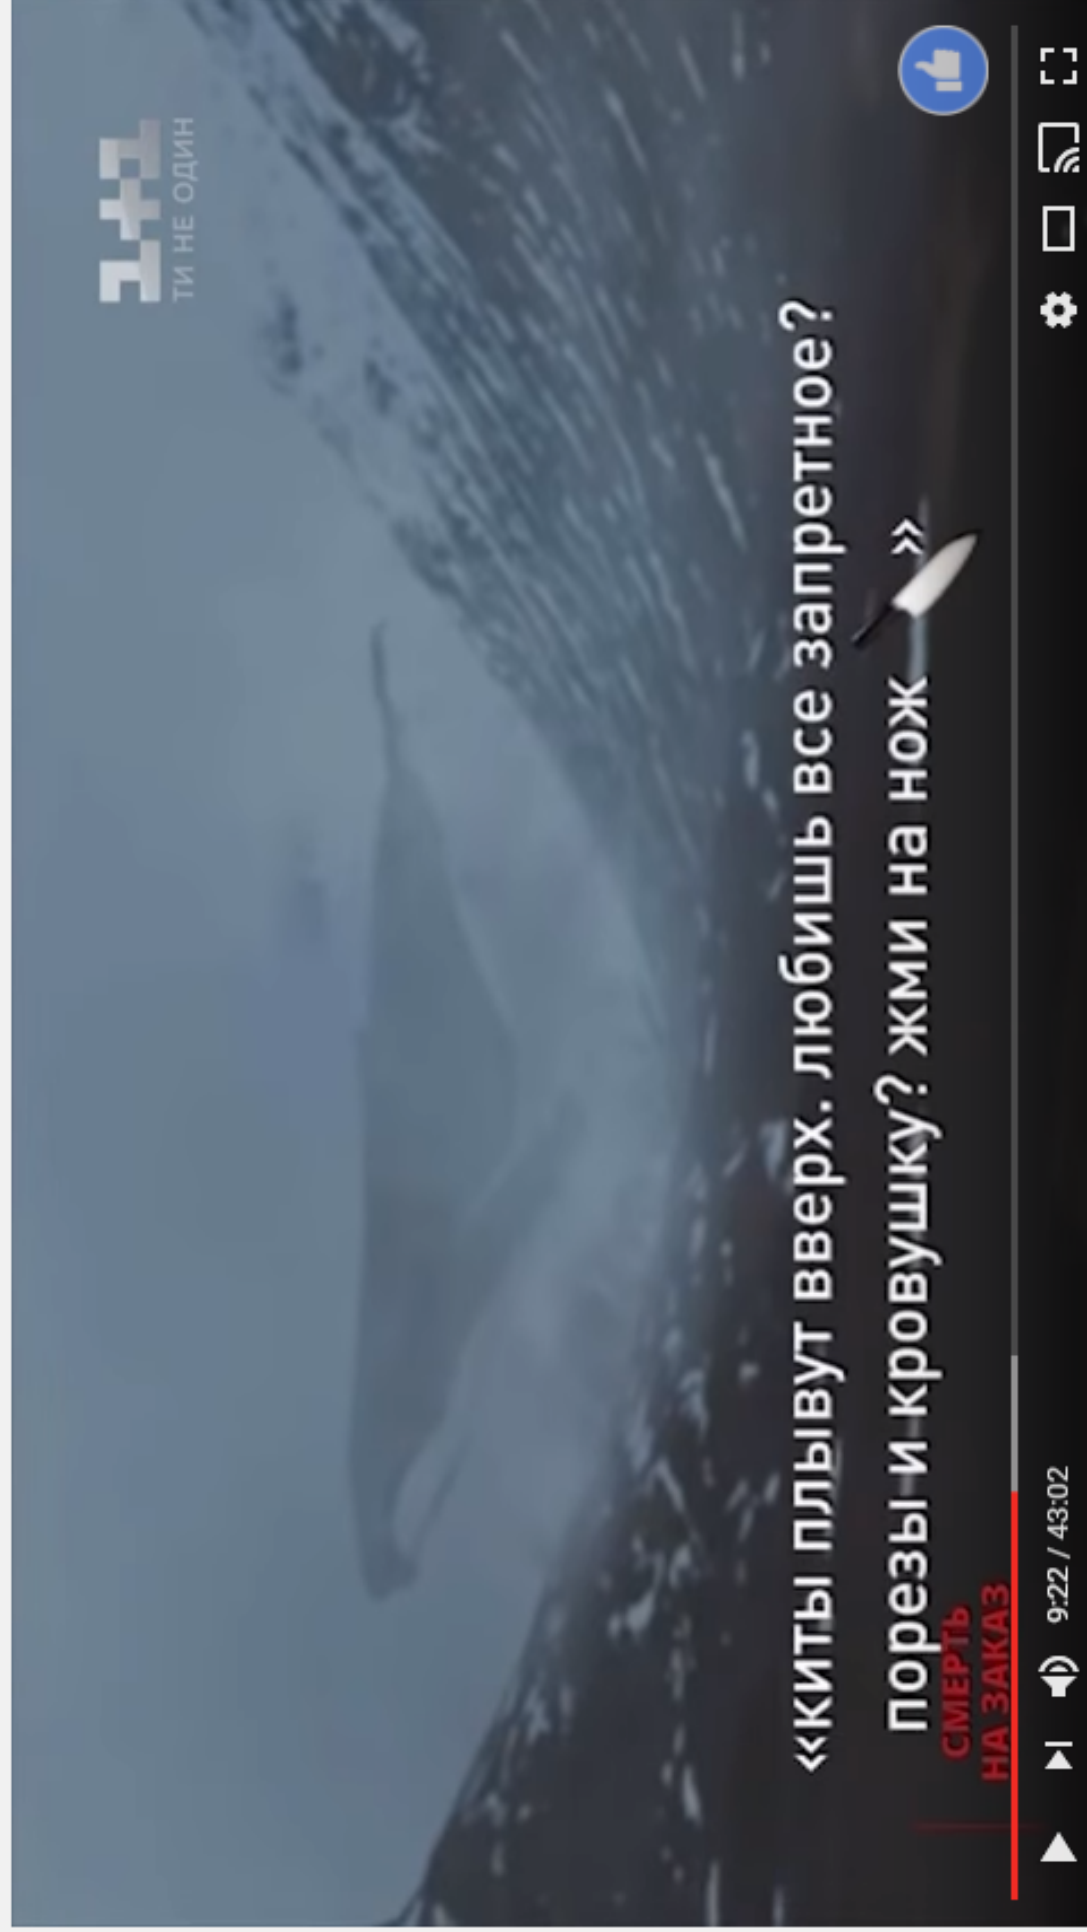 1+1
ТИ НЕ ОДИН
«киты плывут вверх. любишь все запретное?
порезы и кровушку? жми на нож 🔪»
СМЕРТЬ
НА ЗАКАЗ
9:22 / 43:02